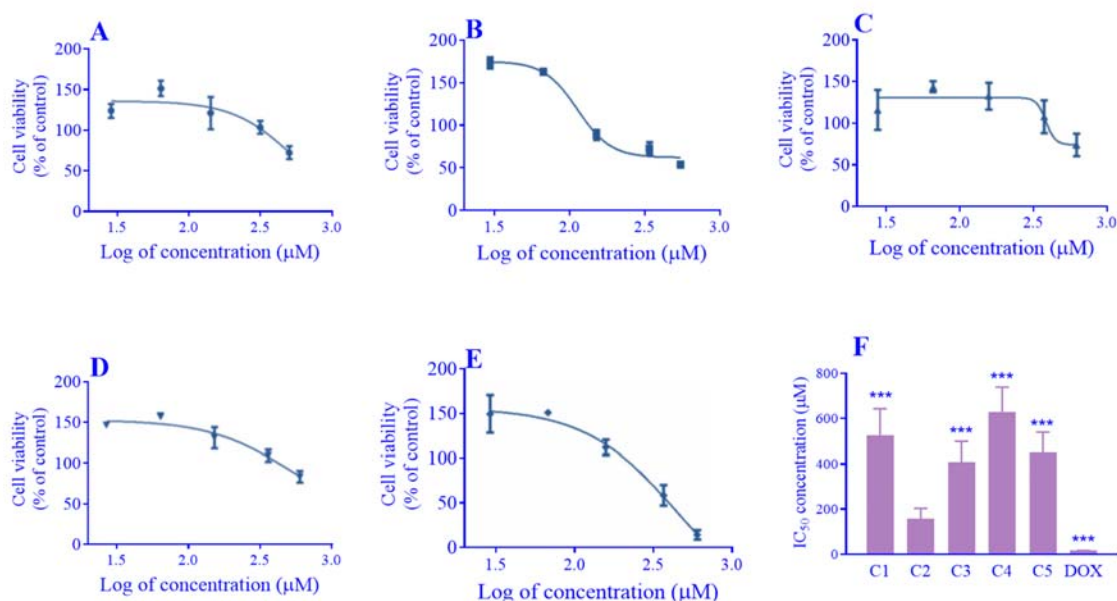 A
200
150
100
50
0
Cell viability
(% of control)
1.5 2.0 2.5 3.0
Log of concentration (μM)
B
200
150
100
50
0
Cell viability
(% of control)
1.5 2.0 2.5 3.0
Log of concentration (μM)
C
200
150
100
50
0
Cell viability
(% of control)
1.5 2.0 2.5 3.0
Log of concentration (μM)
D
200
150
100
50
0
Cell viability
(% of control)
1.5 2.0 2.5 3.0
Log of concentration (μM)
E
200
150
100
50
0
Cell viability
(% of control)
1.5 2.0 2.5 3.0
Log of concentration (μM)
F
800
600
400
200
0
IC50 concentration (μM)
*** *** *** *** ***
C1 C2 C3 C4 C5 DOX